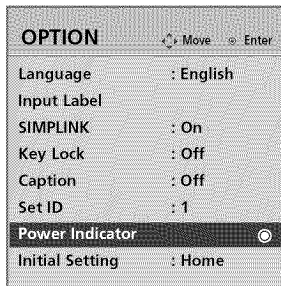 OPTION Move Enter
Language : English
Input Label
SIMPLINK : On
Key Lock : Off
Caption : Off
Set ID : 1
Power Indicator
Initial Setting : Home